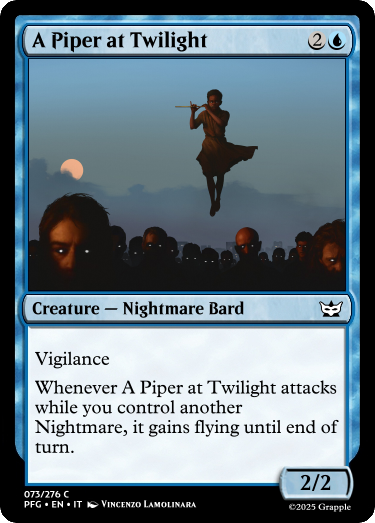 A Piper at Twilight 2
Creature — Nightmare Bard
Vigilance
Whenever A Piper at Twilight attacks
while you control another
Nightmare, it gains flying until end of
turn.
2/2
073/276 C
PFG • EN • IT Vincenzo Lamolinara
©2025 Grapple